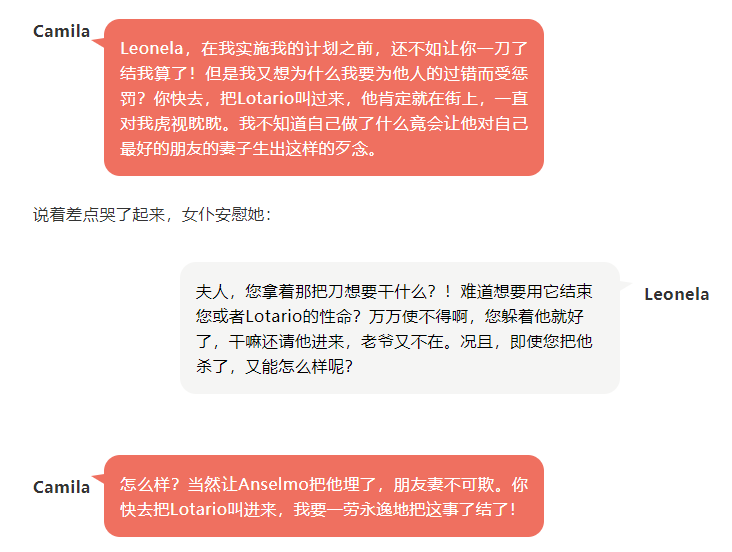 Camila
Leonela，在我实施我的计划之前，还不如让你一刀了
结我算了！但是我又想为什么我要为他人的过错而受惩
罚？你快去，把Lotario叫过来，他肯定就在街上，一直
对我虎视眈眈。我不知道自己做了什么竟会让他对自己
最好的朋友的妻子生出这样的歹念。
说着差点哭了起来，女仆安慰她：
Leonela
夫人，您拿着那把刀想要干什么？！难道想要用它结束
您或者Lotario的性命？万万使不得啊，您躲着他就好
了，干嘛还请他进来，老爷又不在。况且，即使您把他
杀了，又能怎么样呢？
Camila
怎么样？当然让Anselmo把他埋了，朋友妻不可欺。你
快去把Lotario叫进来，我要一劳永逸地把这事了结了！